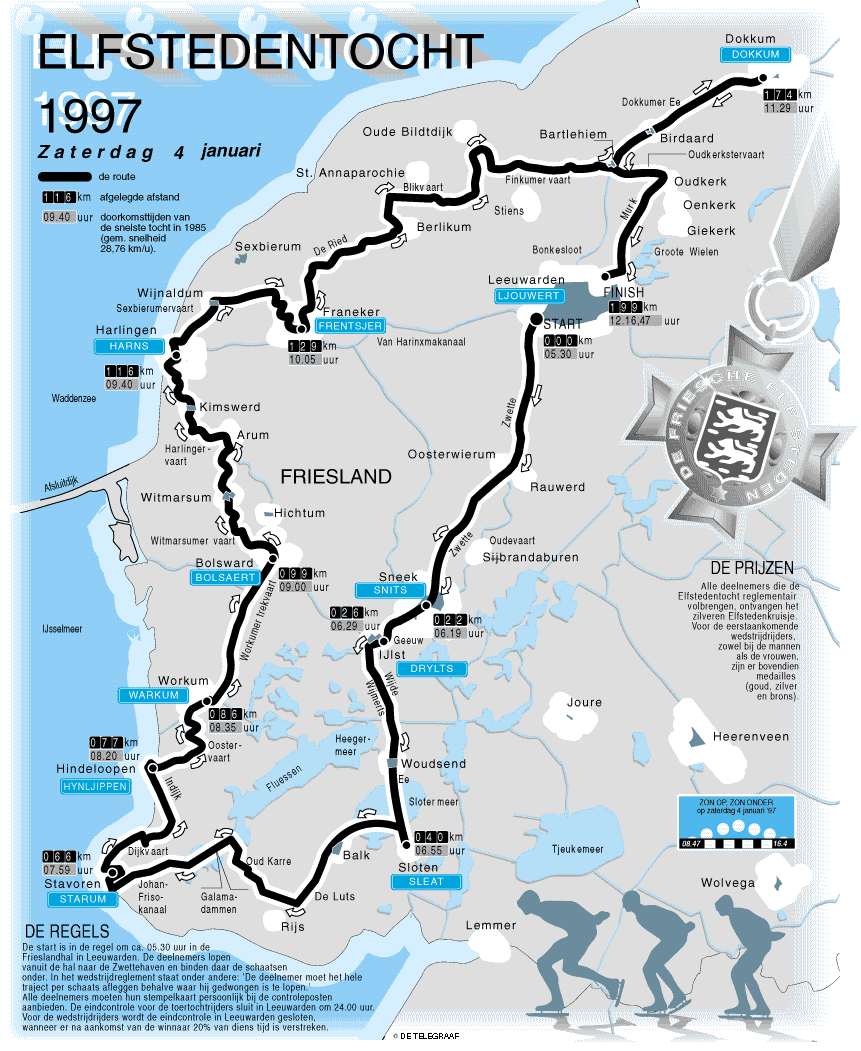 ELFSTEDENTOCHT
1997
Zaterdag 4 januari
de route
116 km afgelegde afstand
09.40 uur doorkomsttijden van
de snelste tocht in 1985
(gem. snelheid
28,76 km/u).
Dokkum
DOKKUM
174 km
11.29 uur
Dokkumer Ee
Birdaard
Bartlehiem
Oudkerkstervaart
Oude Bildtdijk
St. Annaparochie
Blikvaart
Finkumervaart
Stiens
Oudkerk
Oenkerk
Giekerk
Murk
Groote Wielen
Bonkesloot
Berlikum
De Ried
Sexbierum
Wijnaldum
Sexbierumervaart
Leeuwarden
LJOUWERT
FINISH
199 km
12.16,47 uur
START
000 km
05.30 uur
Franeker
FRENTSJER
129 km
10.05 uur
Van Harinxmakanaal
Harlingen
HARNS
116 km
09.40 uur
Waddenzee
Kimswerd
Arum
Harlinger-
vaart
Zwette
Oosterwierum
Rauwerd
FRIESLAND
Afsluitdijk
Witmarsum
Hichtum
Witmarsumer vaart
Zwette
Oudevaart
Sijbrandaburen
DE PRIESCHE ELF STEDEN
Bolsward
BOLSAERT
099 km
09.00 uur
Sneek
SNITS
022 km
06.19 uur
026 km
06.29 uur
Geeuw
IJlst
DRYLTS
DE PRIJZEN
Alle deelnemers die de
Elfstedentocht reglementair
volbrengen, ontvangen het
zilveren Elfstedenkruisje.
Voor de eerstaankomende
wedstrijdrijders,
zowel bij de mannen
als de vrouwen,
zijn er bovendien
medailles
(goud, zilver
en brons).
IJsselmeer
Workumer trekvaart
Workum
WARKUM
086 km
08.35 uur
Wijde
Wijmerts
Joure
Heerenveen
077 km
08.20 uur
Hindeloopen
HYNLJIPPEN
Ooster-
vaart
Indijk
Heeger-
meer
Fluessen
Woudsend
Ee
Slotermeer
040 km
06.55 uur
Sloten
SLEAT
Tjeukemeer
ZON OP, ZON ONDER
op zaterdag 4 januari '97
08.47
16.4
066 km
07.59 uur
Stavoren
STARUM
Dijkvaart
Johan-
Friso-
kanaal
Galama-
dammen
Oud Karre
Balk
De Luts
Rijs
Lemmer
Wolvega
DE REGELS
De start is in de regel om ca. 05.30 uur in de
Frieslandhal in Leeuwarden. De deelnemers lopen
vanuit de hal naar de Zwettehaven en binden daar de schaatsen
onder. In het wedstrijdreglement staat onder andere: 'De deelnemer moet het hele
traject per schaats afleggen behalve waar hij gedwongen is te lopen.'
Alle deelnemers moeten hun stempelkaart persoonlijk bij de controleposten
aanbieden. De eindcontrole voor de toertochtrijders sluit in Leeuwarden om 24.00 uur.
Voor de wedstrijdrijders wordt de eindcontrole in Leeuwarden gesloten,
wanneer er na aankomst van de winnaar 20% van diens tijd is verstreken.
© DE TELEGRAAF